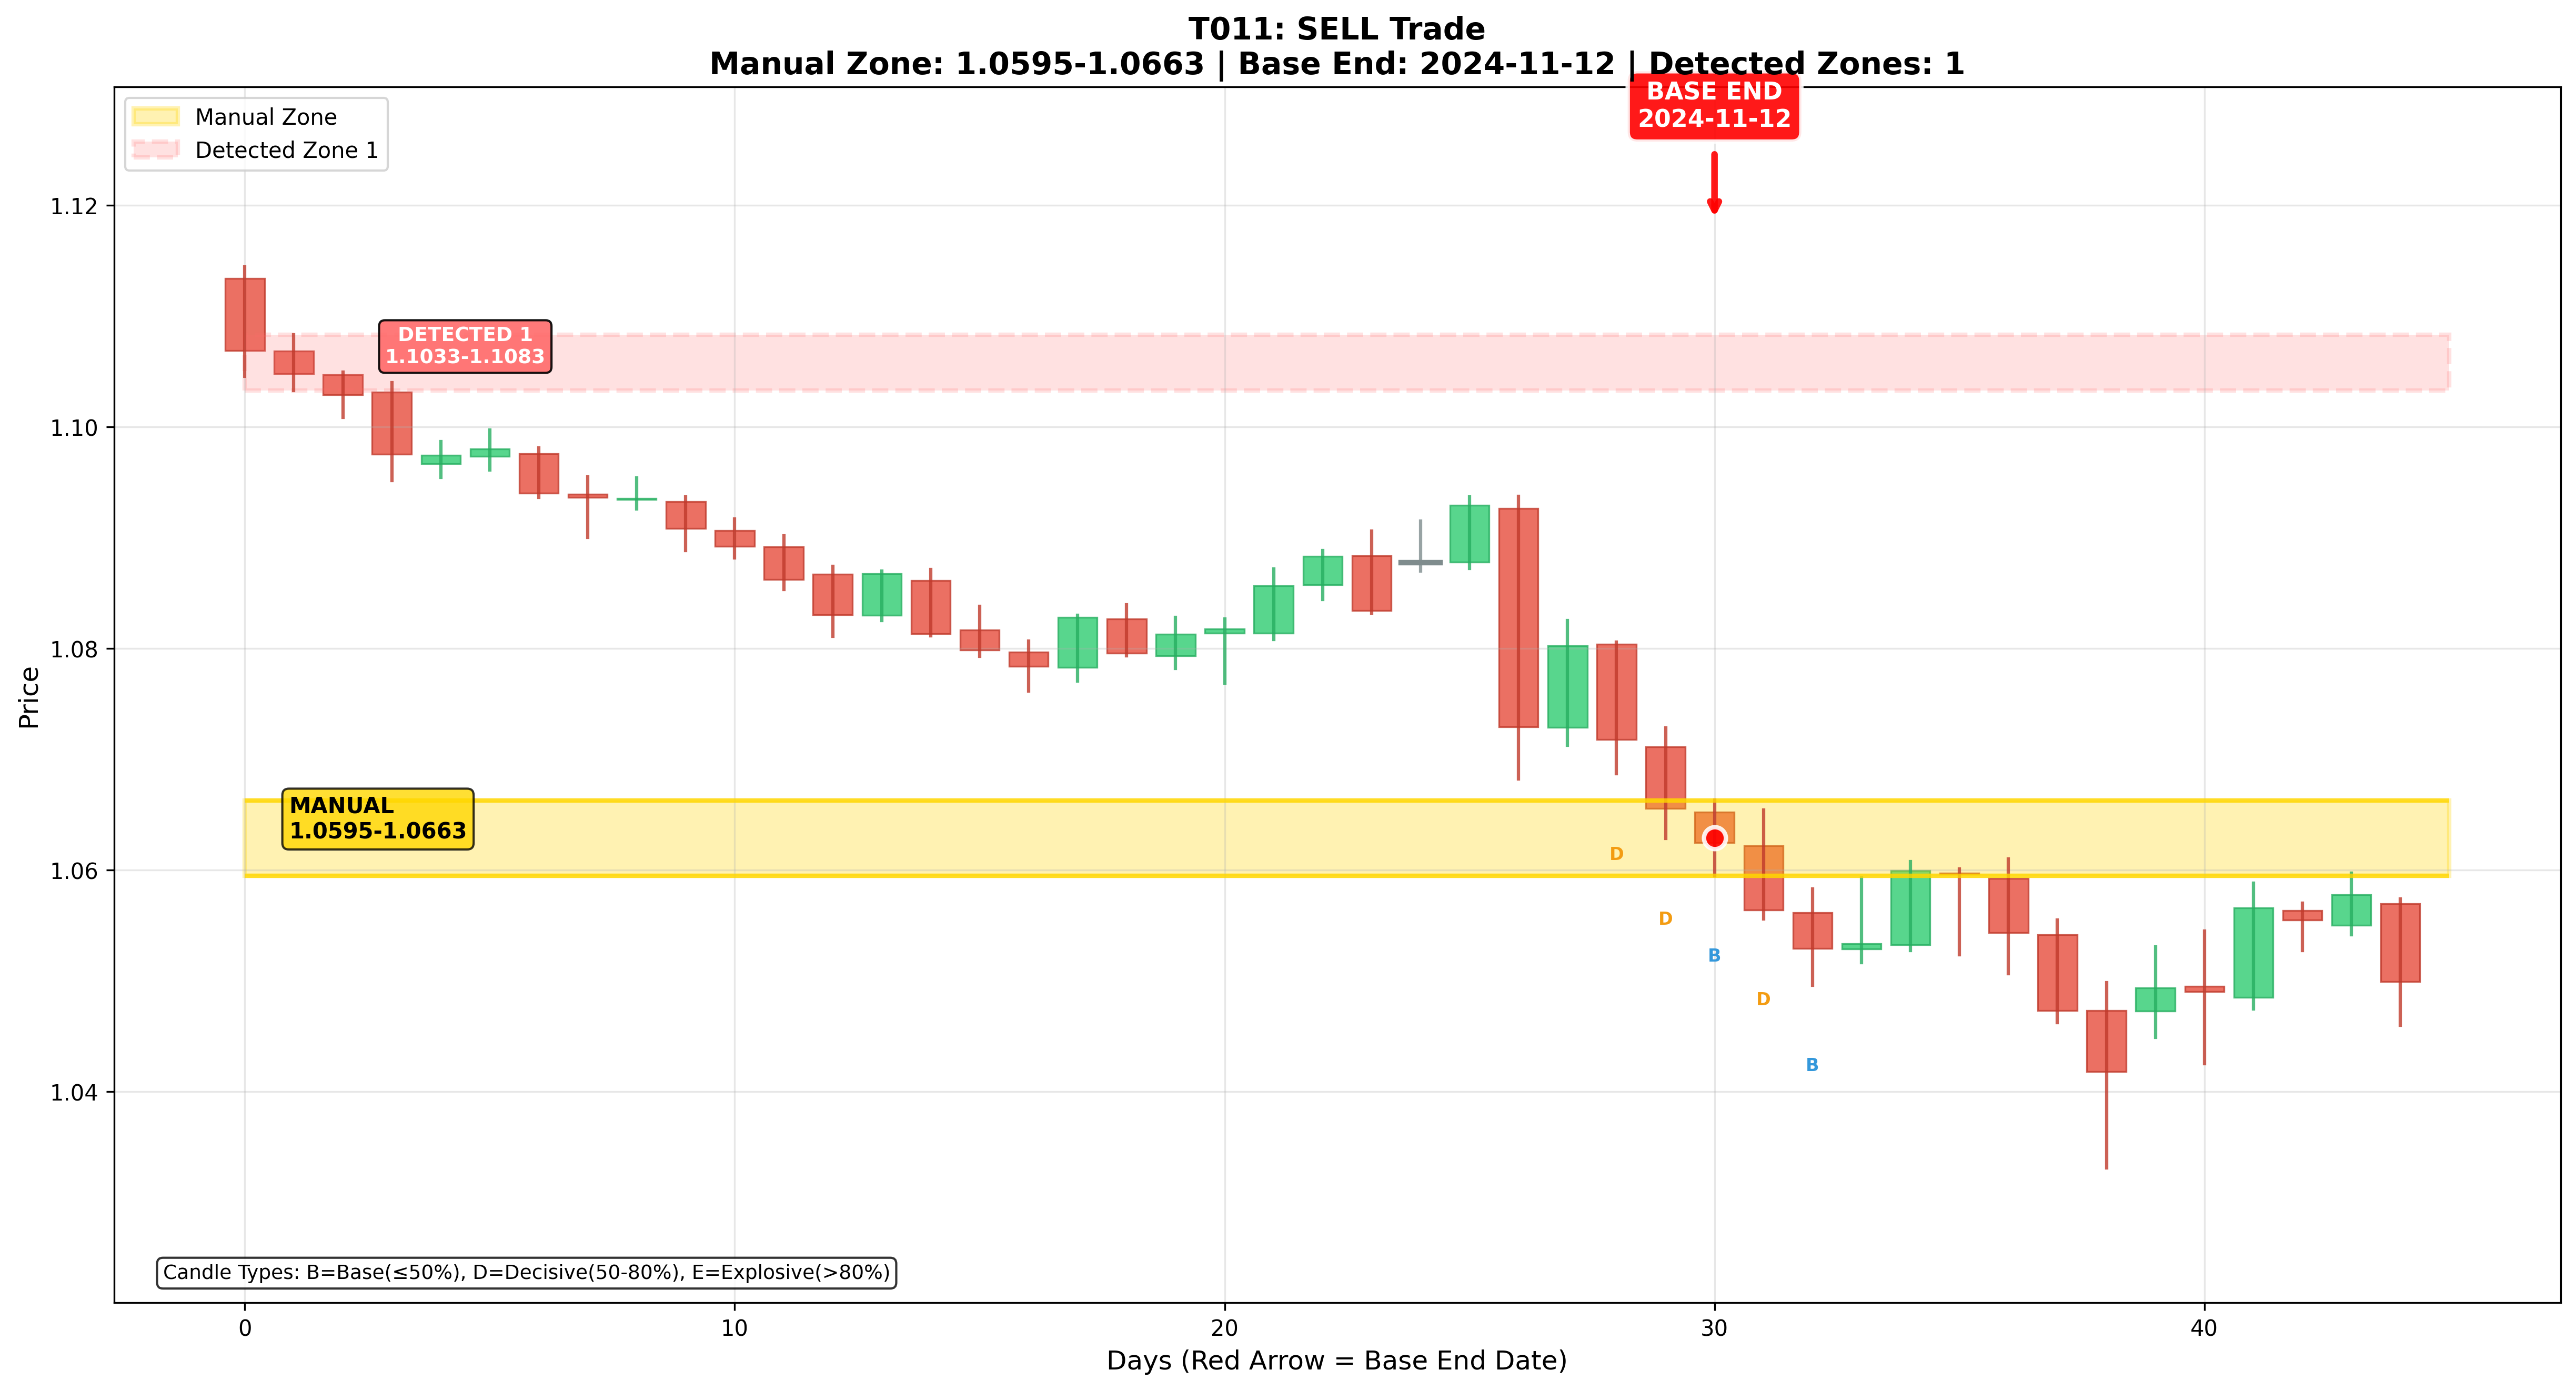 T011: SELL Trade
Manual Zone: 1.0595-1.0663 | Base End: 2024-11-12 | Detected Zones: 1
BASE END
2024-11-12
Manual Zone
Detected Zone 1
1.12
DETECTED 1
1.1033-1.1083
1.10
1.08
Price
MANUAL
1.0595-1.0663
1.06
D
D
B
D
B
1.04
Candle Types: B=Base(≤50%), D=Decisive(50-80%), E=Explosive(>80%)
0
10
20
30
40
Days (Red Arrow = Base End Date)